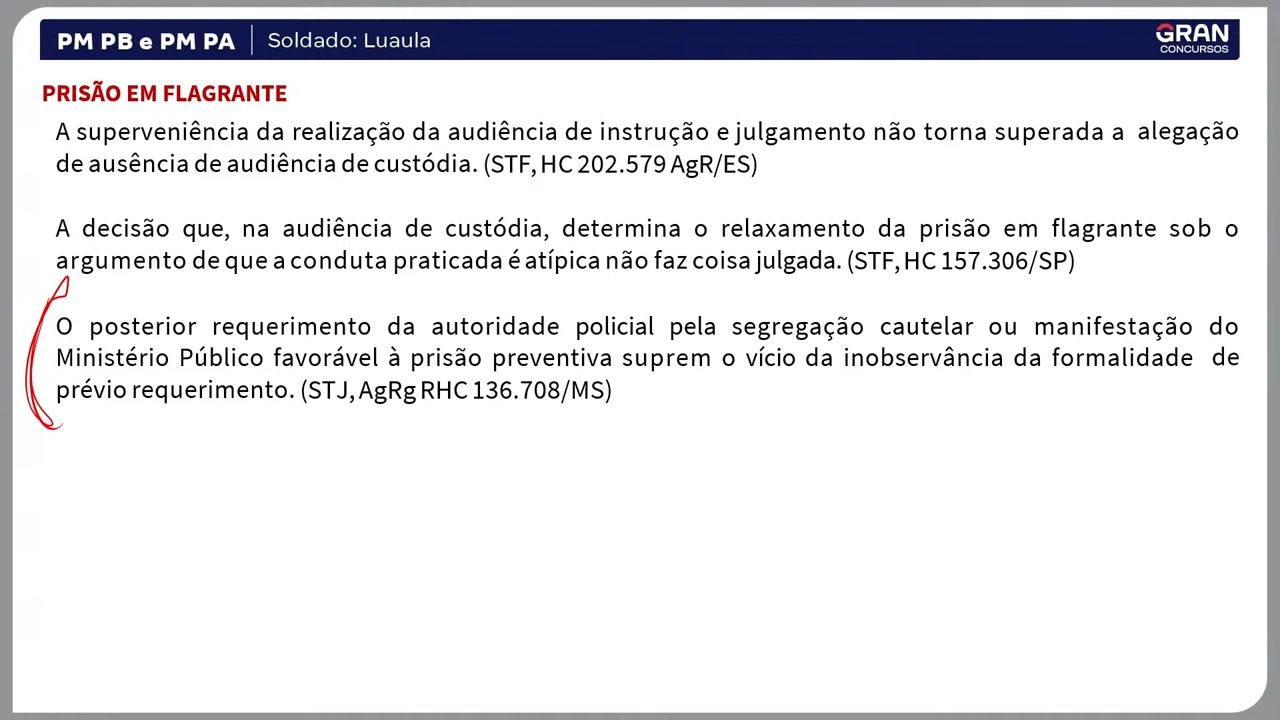 PM PB e PM PA
Soldado: Luaula
GRAN
CONCURSOS
PRISÃO EM FLAGRANTE
A superveniência da realização da audiência de instrução e julgamento não torna superada a alegação
de ausência de audiência de custódia. (STF, HC 202.579 AgR/ES)
A decisão que, na audiência de custódia, determina o relaxamento da prisão em flagrante sob o
argumento de que a conduta praticada é atípica não faz coisa julgada. (STF, HC 157.306/SP)
O posterior requerimento da autoridade policial pela segregação cautelar ou manifestação do
Ministério Público favorável à prisão preventiva suprem o vício da inobservância da formalidade de
prévio requerimento. (STJ, AgRg RHC 136.708/MS)